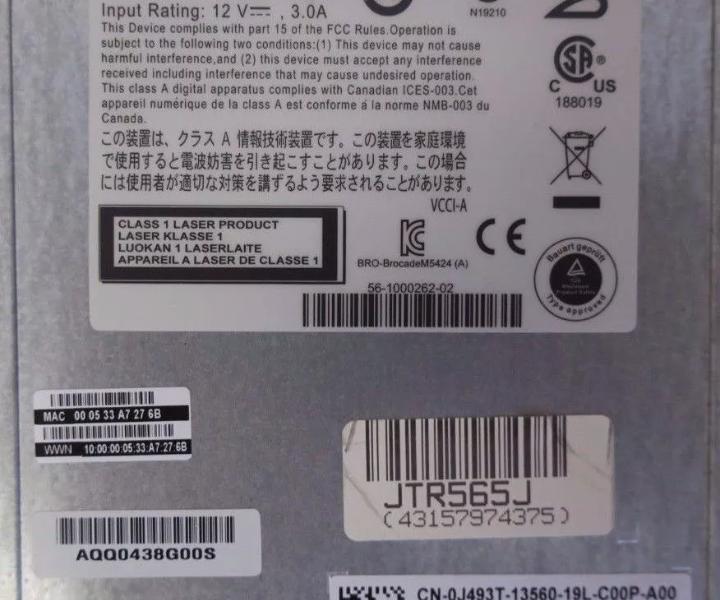 Input Rating: 12 V⎓ , 3.0A
N19210
This Device complies with part 15 of the FCC Rules.Operation is
subject to the following two conditions:(1) This device may not cause
harmful interference,and (2) this device must accept any interference
received including interference that may cause undesired operation.
This class A digital apparatus complies with Canadian ICES-003.Cet
appareil numérique de la class A est conforme á la norme NMB-003 du
Canada.
SA ®
C US
188019
この装置は、クラス A 情報技術装置です。この装置を家庭環境
で使用すると電波妨害を引き起こすことがあります。この場合
には使用者が適切な対策を講ずるよう要求されることがあります。
VCCI-A
CLASS 1 LASER PRODUCT
LASER KLASSE 1
LUOKAN 1 LASERLAITE
APPAREIL A LASER DE CLASSE 1
CE
BRO-BrocadeM5424 (A)
Bauart geprüft
Type approved
56-1000262-02
MAC 00 05 33 A7 27 6B
WWN 10:00:00:05:33:A7:27:6B
JTR565J
(43157974375)
AQQ0438G00S
CN-0J493T-13560-19L-C00P-A00